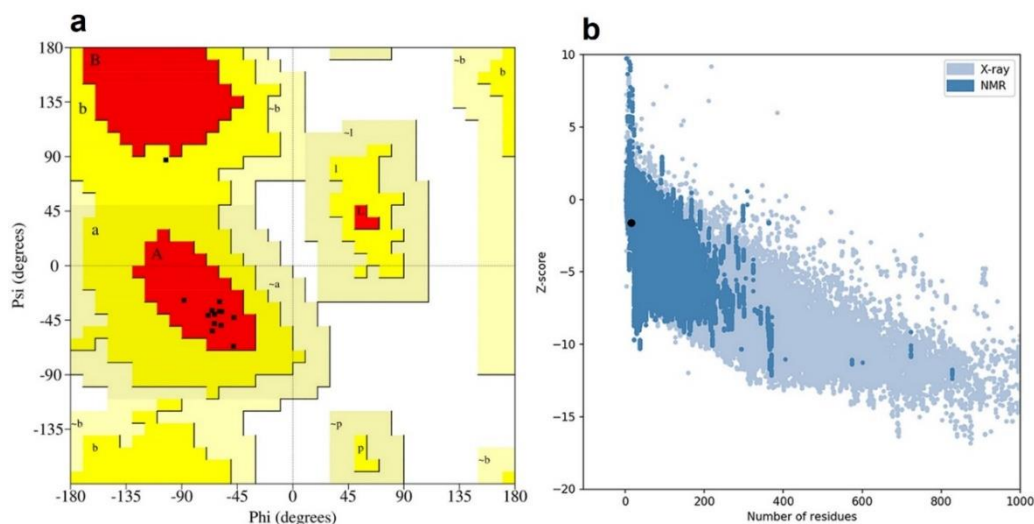 a
180
135
90
45
0
-45
-90
-135
Psi (degrees)
B
b
~b
~l
l
a
A
~a
~b
b
~b
b
~p
p
~b
-180
-135
-90
-45
0
45
90
135
180
Phi (degrees)
b
10
5
0
-5
-10
-15
-20
Z-score
X-ray
NMR
0
200
400
600
800
1000
Number of residues